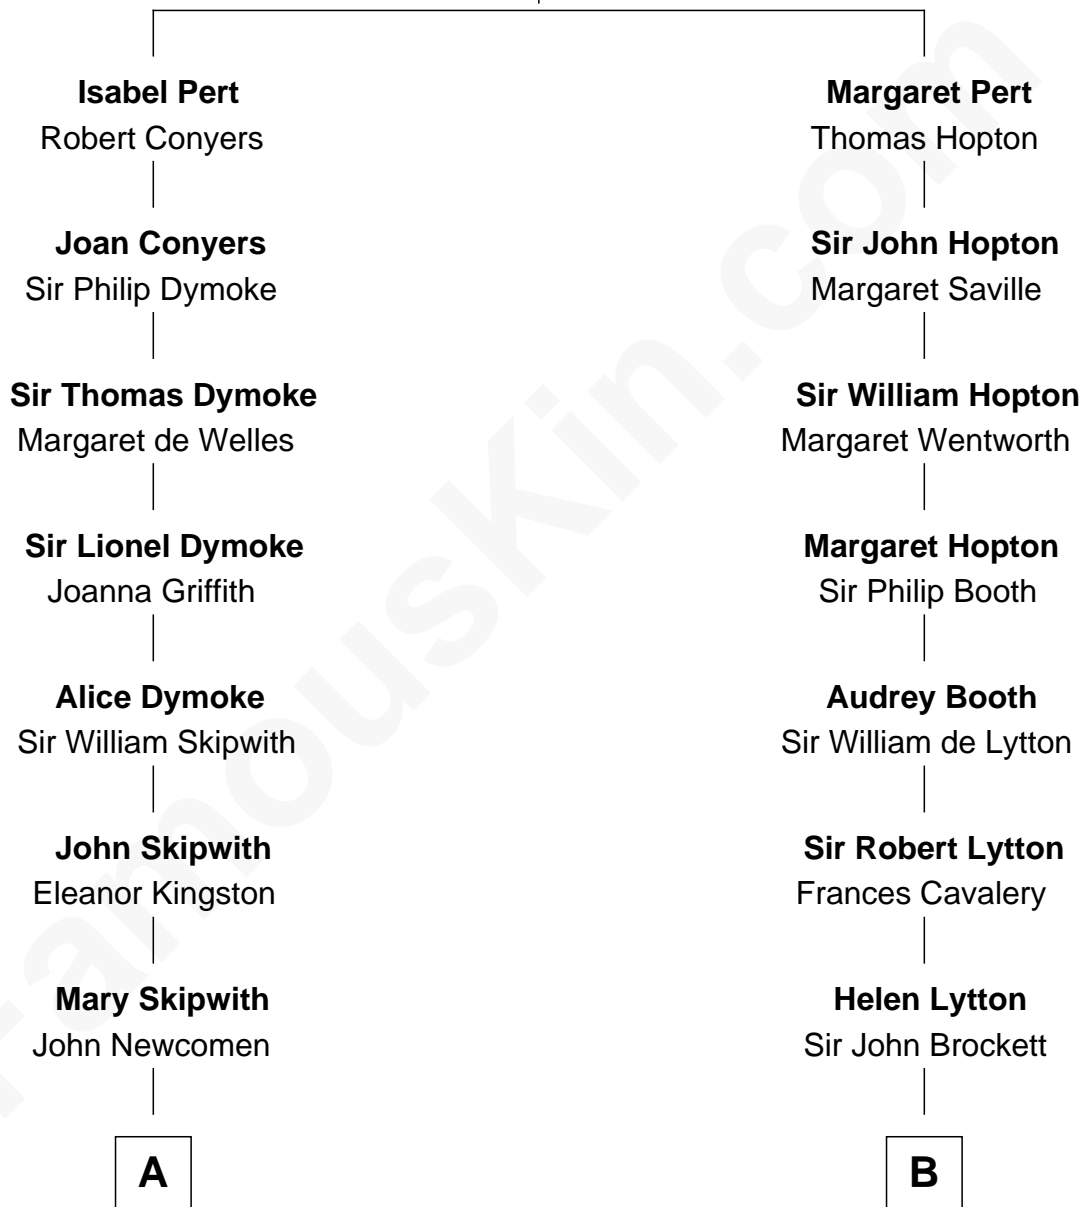 Isabel Pert
Robert Conyers
Joan Conyers
Sir Philip Dymoke
Sir Thomas Dymoke
Margaret de Welles
Sir Lionel Dymoke
Joanna Griffith
Alice Dymoke
Sir William Skipwith
John Skipwith
Eleanor Kingston
Mary Skipwith
John Newcomen
A
Margaret Pert
Thomas Hopton
Sir John Hopton
Margaret Saville
Sir William Hopton
Margaret Wentworth
Margaret Hopton
Sir Philip Booth
Audrey Booth
Sir William de Lytton
Sir Robert Lytton
Frances Cavalery
Helen Lytton
Sir John Brockett
B
FamousKin.com